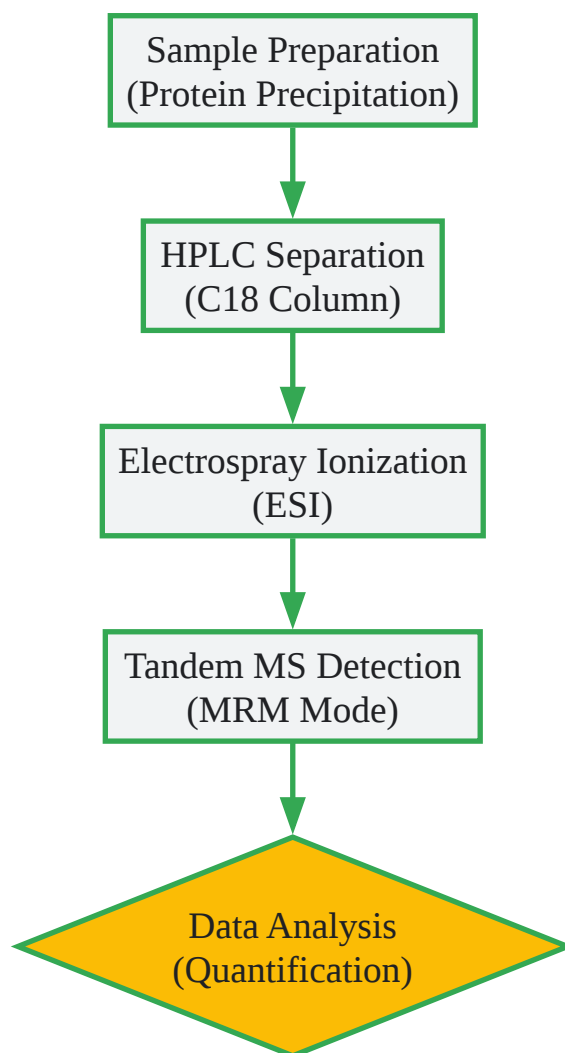 Sample Preparation
(Protein Precipitation)
HPLC Separation
(C18 Column)
Electrospray Ionization
(ESI)
Tandem MS Detection
(MRM Mode)
Data Analysis
(Quantification)